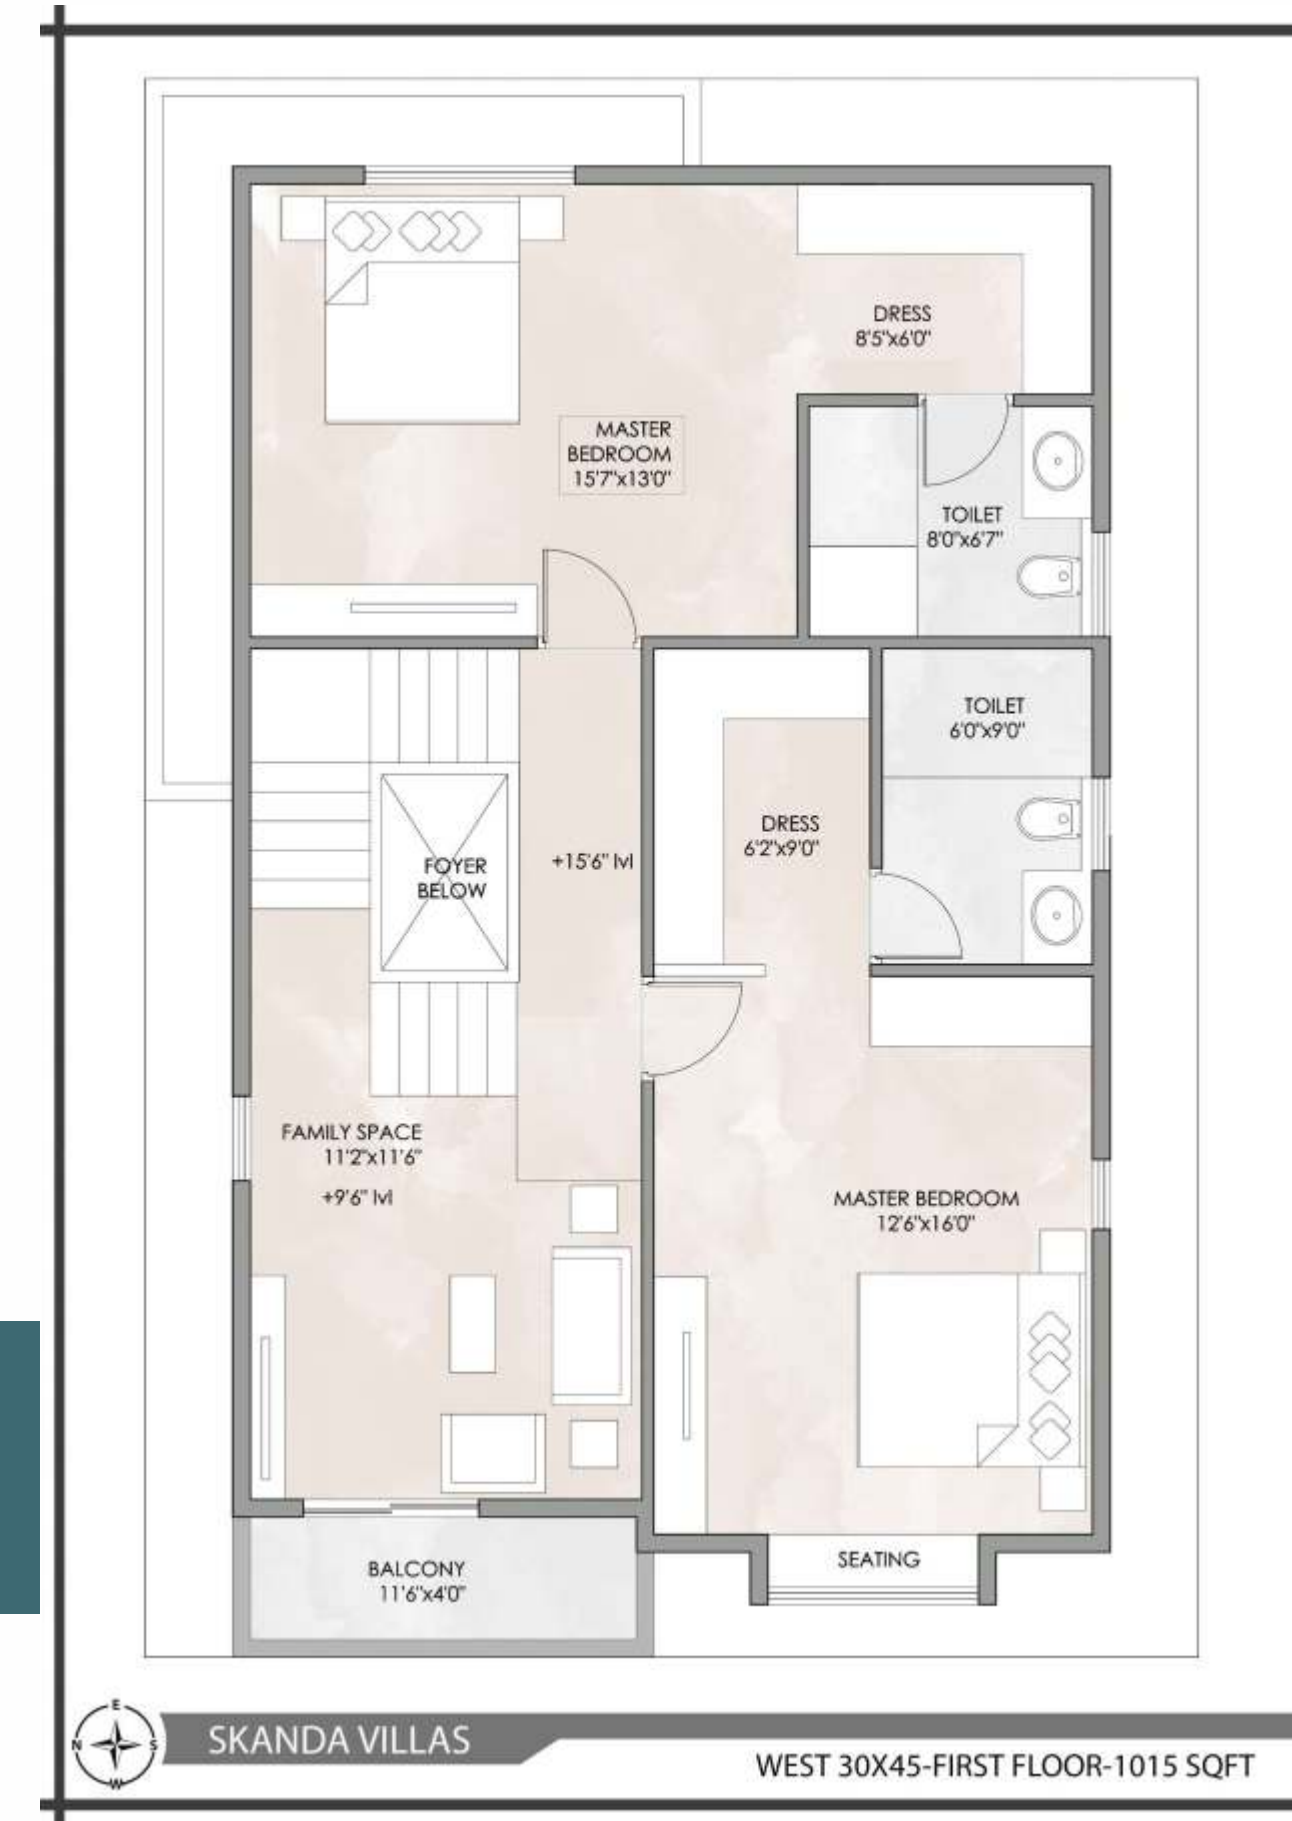 DRESS
8'5"x6'0"
MASTER
BEDROOM
15'7"x13'0"
TOILET
8'0"x6'7"
TOILET
6'0"x9'0"
DRESS
6'2"x9'0"
FOYER
BELOW
+15'6" lvl
FAMILY SPACE
11'2"x11'6"
+9'6" lvl
MASTER BEDROOM
12'6"x16'0"
SEATING
BALCONY
11'6"x4'0"
E
N
S
W
SKANDA VILLAS
WEST 30X45-FIRST FLOOR-1015 SQFT